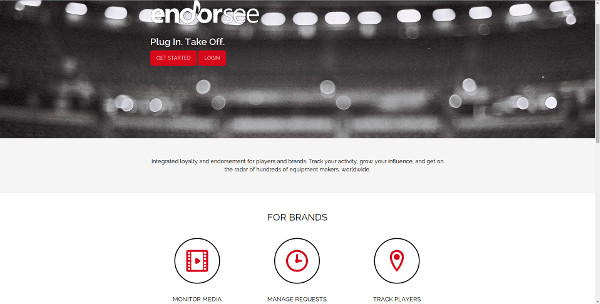 endorsee
Plug In. Take Off.
GET STARTED
LOGIN
Integrated loyalty and endorsement for players and brands. Track your activity, grow your influence, and get on
the radar of hundreds of equipment makers, worldwide.
FOR BRANDS
MONITOR MEDIA
MANAGE REQUESTS
TRACK PLAYERS